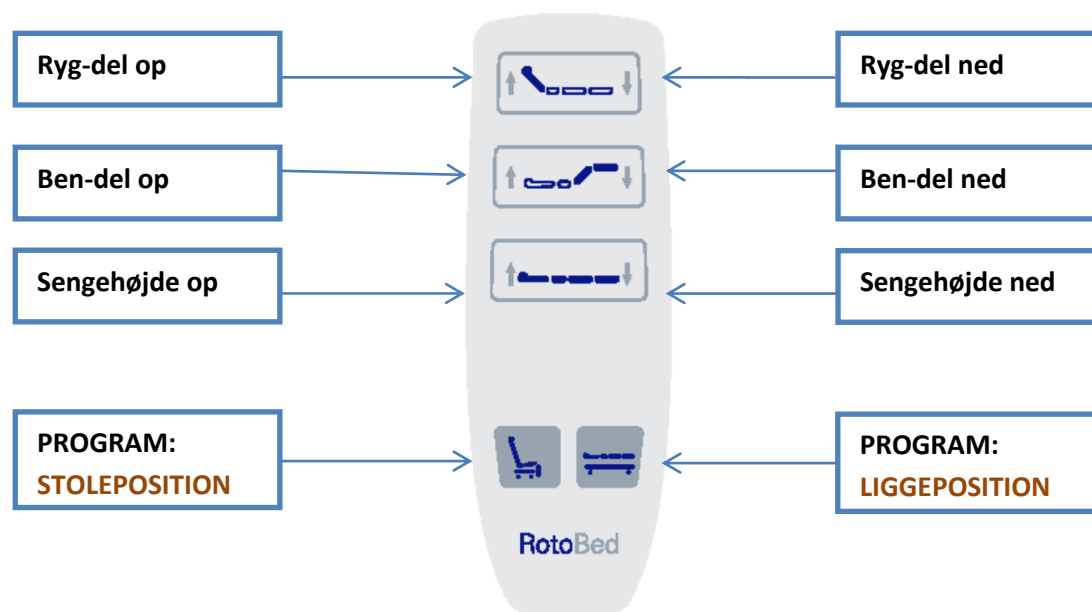 Ryg-del op
Ryg-del ned
Ben-del op
Ben-del ned
Sengehøjde op
Sengehøjde ned
PROGRAM:
STOLEPOSITION
PROGRAM:
LIGGEPOSITION
RotoBed